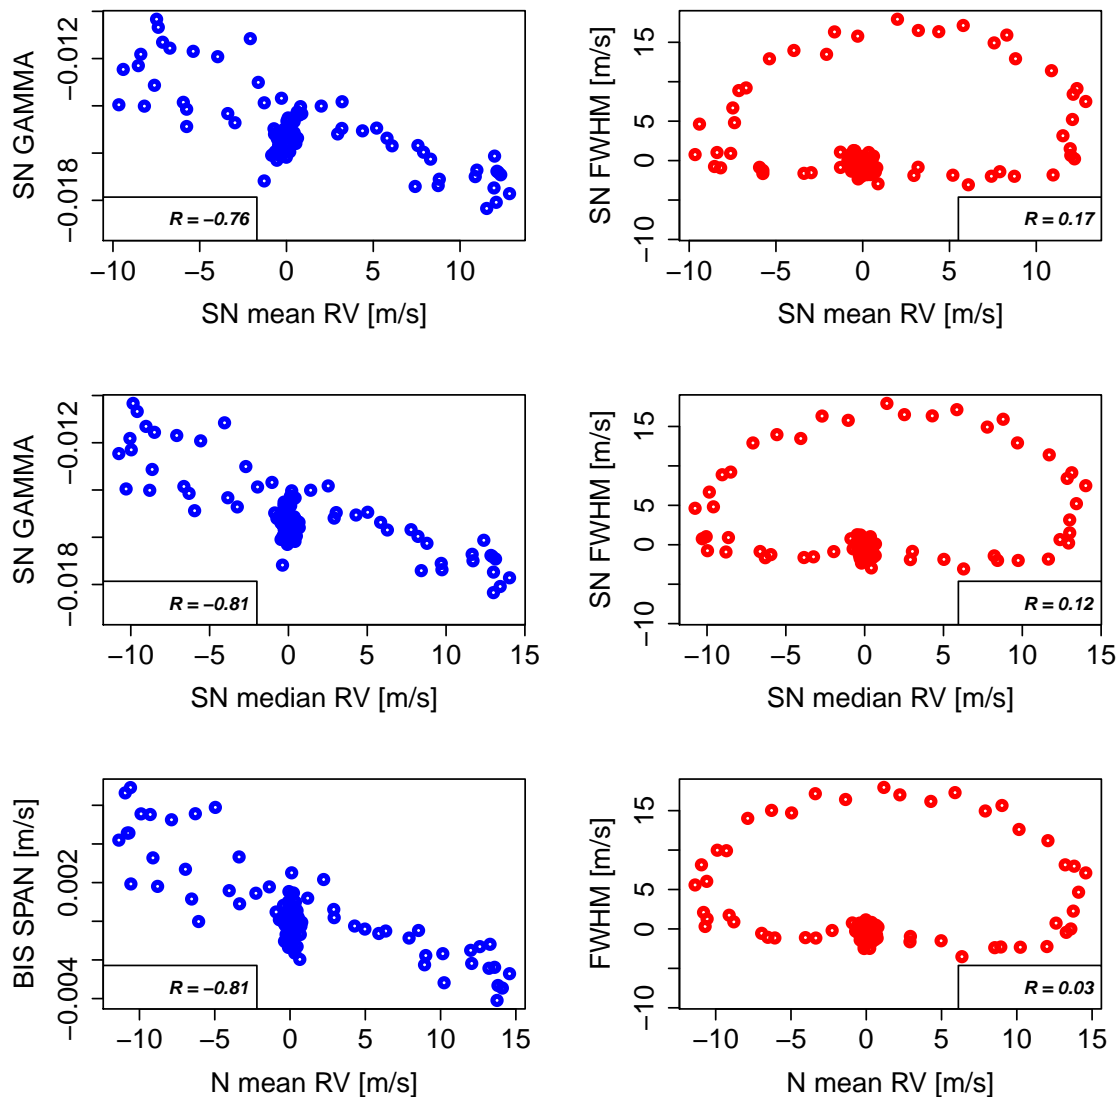 SN GAMMA
−0.018
−0.012
R = −0.76
−10
−5
0
5
10
SN mean RV [m/s]
SN FWHM [m/s]
−10
0
5
15
R = 0.17
−10
−5
0
5
10
SN mean RV [m/s]
SN GAMMA
−0.018
−0.012
R = −0.81
−10
−5
0
5
10
15
SN median RV [m/s]
SN FWHM [m/s]
−10
0
5
15
R = 0.12
−10
−5
0
5
10
15
SN median RV [m/s]
BIS SPAN [m/s]
−0.004
0.002
R = −0.81
−10
−5
0
5
10
15
N mean RV [m/s]
FWHM [m/s]
−10
0
5
15
R = 0.03
−10
−5
0
5
10
15
N mean RV [m/s]